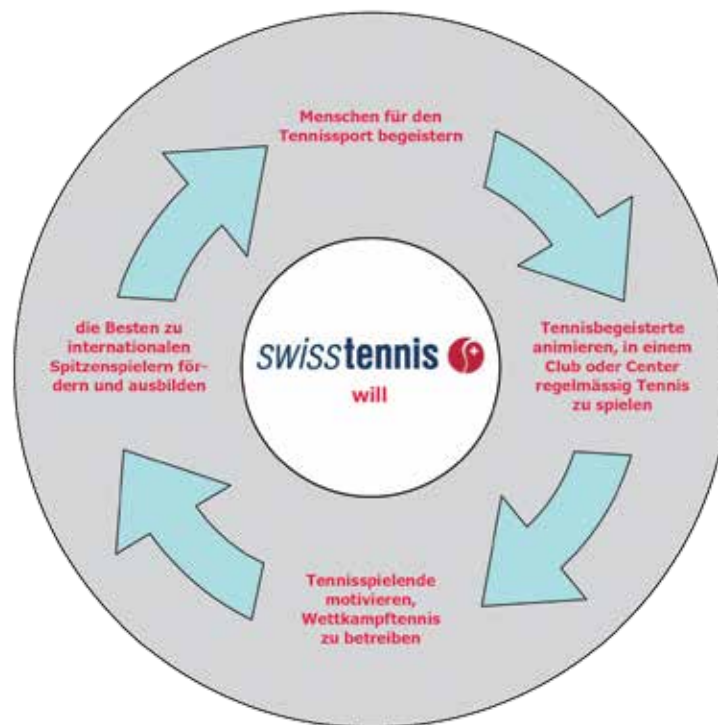 Menschen für den
Tennissport begeistern
Tennisbegeisterte
animieren, in einem
Club oder Center
regelmässig Tennis
zu spielen
Tennisspielende
motivieren,
Wettkampftennis
zu betreiben
die Besten zu
internationalen
Spitzenspielern för-
dern und ausbilden
swisstennis
will